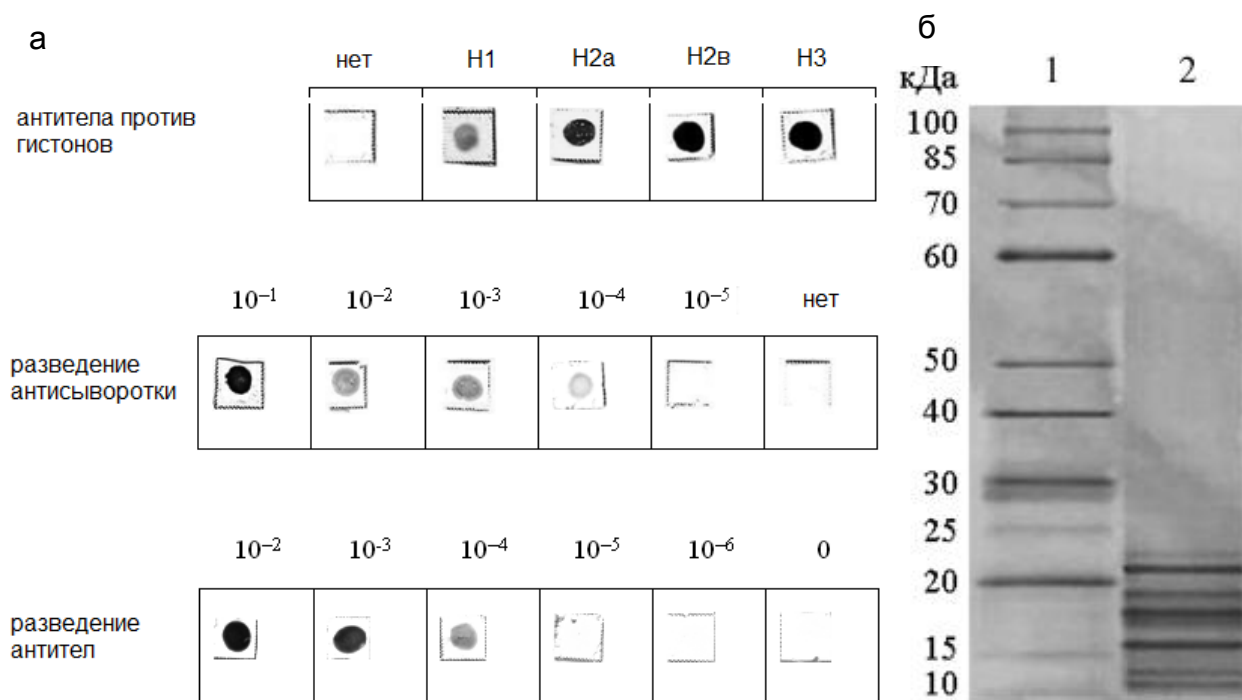 а
нет H1 H2a H2в H3
антитела против
гистонов
10⁻¹ 10⁻² 10⁻³ 10⁻⁴ 10⁻⁵ нет
разведение
антисыворотки
10⁻² 10⁻³ 10⁻⁴ 10⁻⁵ 10⁻⁶ 0
разведение
антител
б
кДа 1 2
100
85
70
60
50
40
30
25
20
15
10